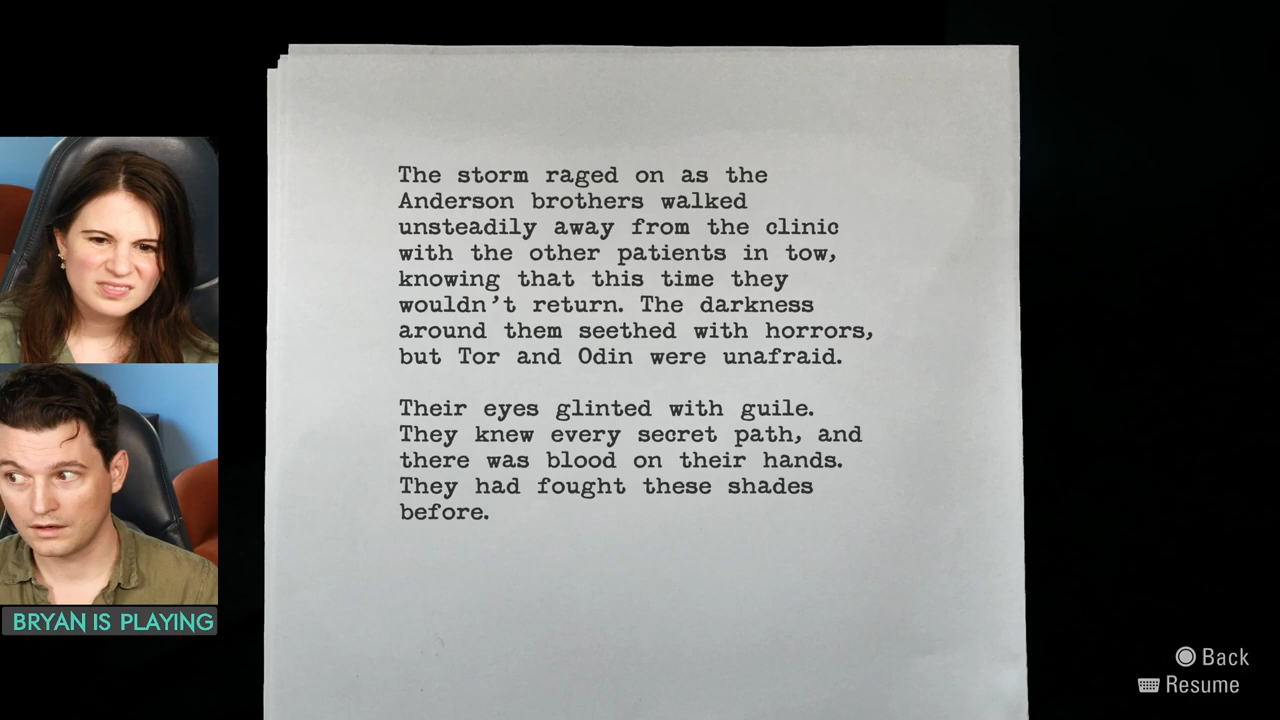 The storm raged on as the
Anderson brothers walked
unsteadily away from the clinic
with the other patients in tow,
knowing that this time they
wouldn't return. The darkness
around them seethed with horrors,
but Tor and Odin were unafraid.
Their eyes glinted with guile.
They knew every secret path, and
there was blood on their hands.
They had fought these shades
before.
BRYAN IS PLAYING
Back
Resume